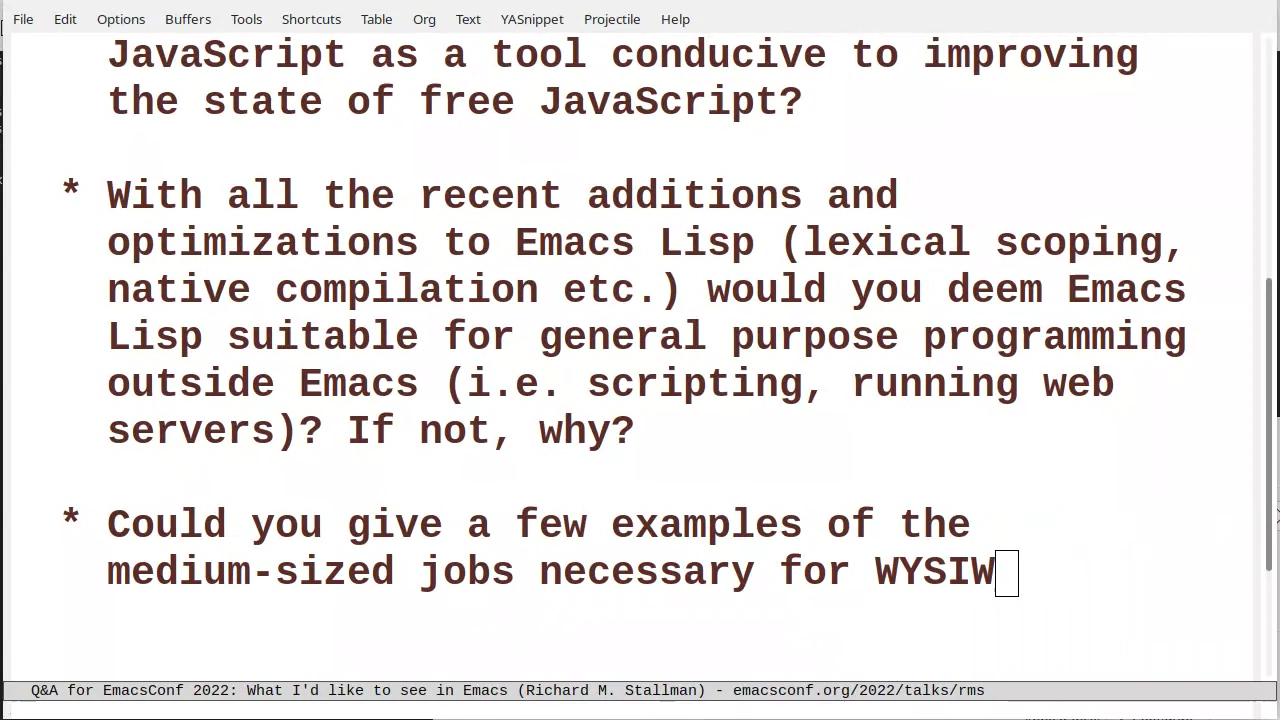 File Edit Options Buffers Tools Shortcuts Table Org Text YASnippet Projectile Help
JavaScript as a tool conducive to improving
the state of free JavaScript?
* With all the recent additions and
optimizations to Emacs Lisp (lexical scoping,
native compilation etc.) would you deem Emacs
Lisp suitable for general purpose programming
outside Emacs (i.e. scripting, running web
servers)? If not, why?
* Could you give a few examples of the
medium-sized jobs necessary for WYSIW
Q&A for EmacsConf 2022: What I'd like to see in Emacs (Richard M. Stallman) - emacsconf.org/2022/talks/rms